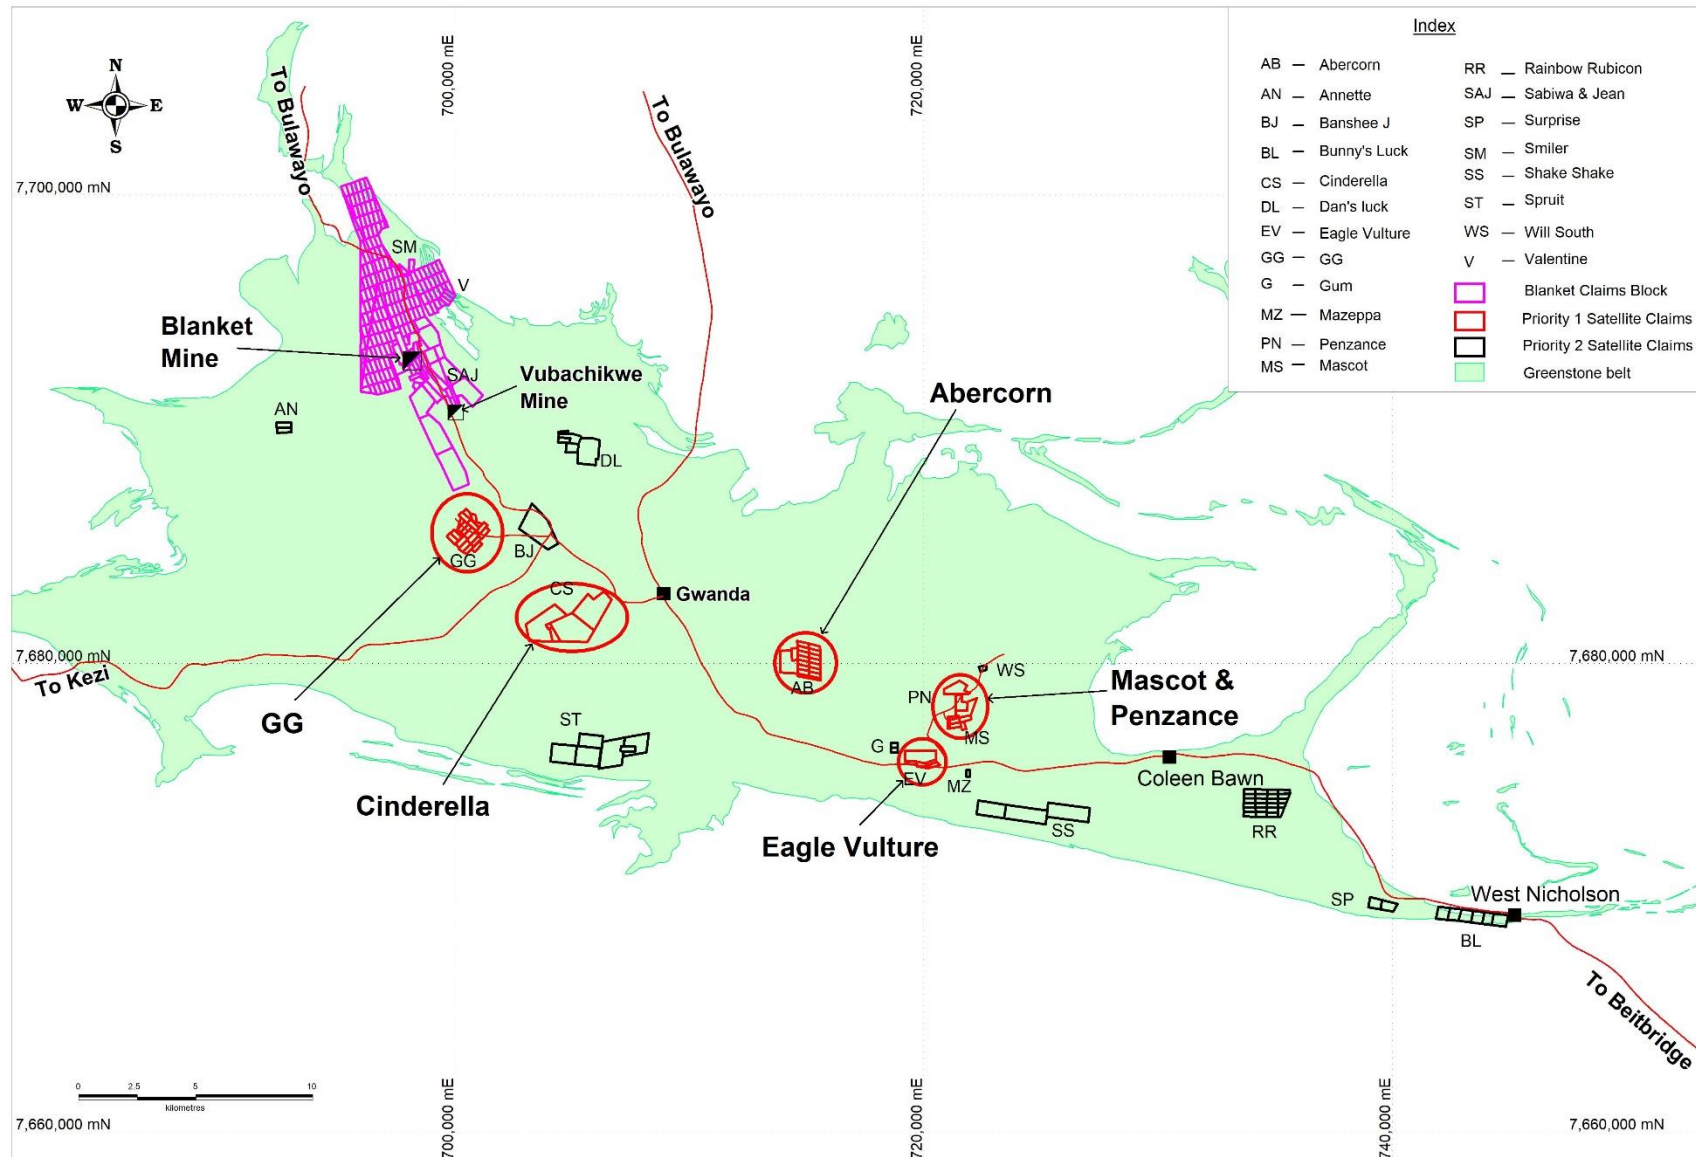 Index
AB — Abercorn
AN — Annette
BJ — Banshee J
BL — Bunny's Luck
CS — Cinderella
DL — Dan's luck
EV — Eagle Vulture
GG — GG
G — Gum
MZ — Mazeppa
PN — Penzance
MS — Mascot
RR — Rainbow Rubicon
SAJ — Sabiwa & Jean
SP — Surprise
SM — Smiler
SS — Shake Shake
ST — Spruit
WS — Will South
V — Valentine
Blanket Claims Block
Priority 1 Satellite Claims
Priority 2 Satellite Claims
Greenstone belt
N
W E
S
To Bulawayo
700,000 mE
To Bulawayo
720,000 mE
7,700,000 mN
SM
V
Blanket
Mine
SAJ
Vubachikwe
Mine
AN
DL
Abercorn
GG
BJ
CS
Gwanda
7,680,000 mN
7,680,000 mN
To Kezi
AB
WS
PN
Mascot &
Penzance
MS
GG
ST
G
EV
MZ
Coleen Bawn
Cinderella
SS
RR
Eagle Vulture
SP
West Nicholson
BL
To Beitbridge
0 2.5 5 10
kilometres
700,000 mE
720,000 mE
740,000 mE
7,660,000 mN
7,660,000 mN